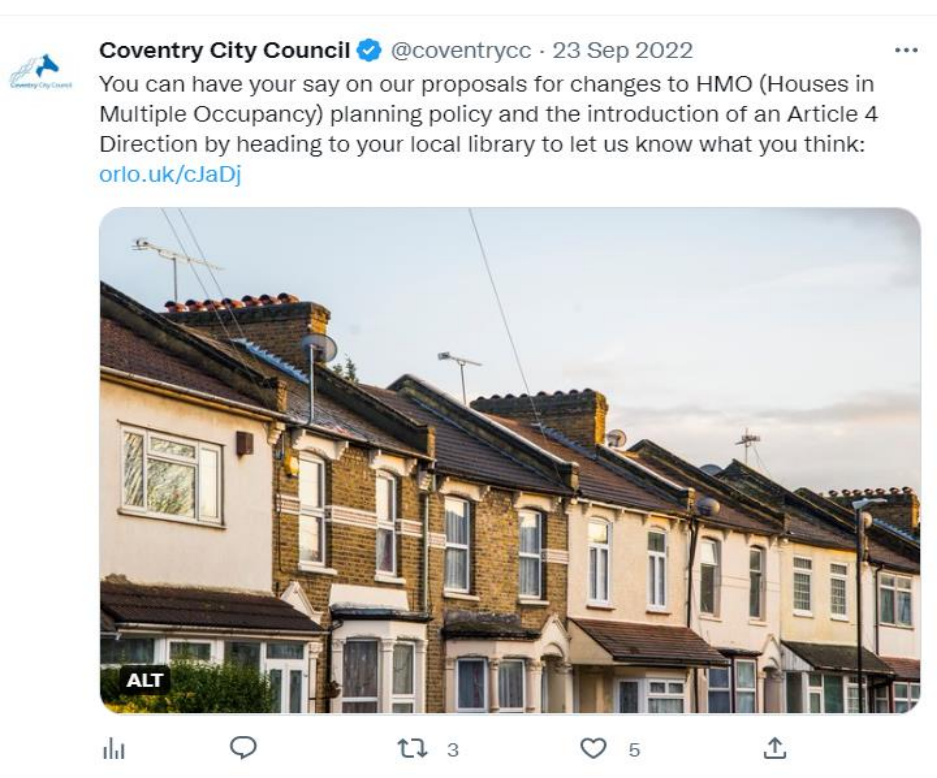 Coventry City Council @coventrycc · 23 Sep 2022
Coventry City Council
You can have your say on our proposals for changes to HMO (Houses in
Multiple Occupancy) planning policy and the introduction of an Article 4
Direction by heading to your local library to let us know what you think:
orlo.uk/cJaDj
ALT
3
5